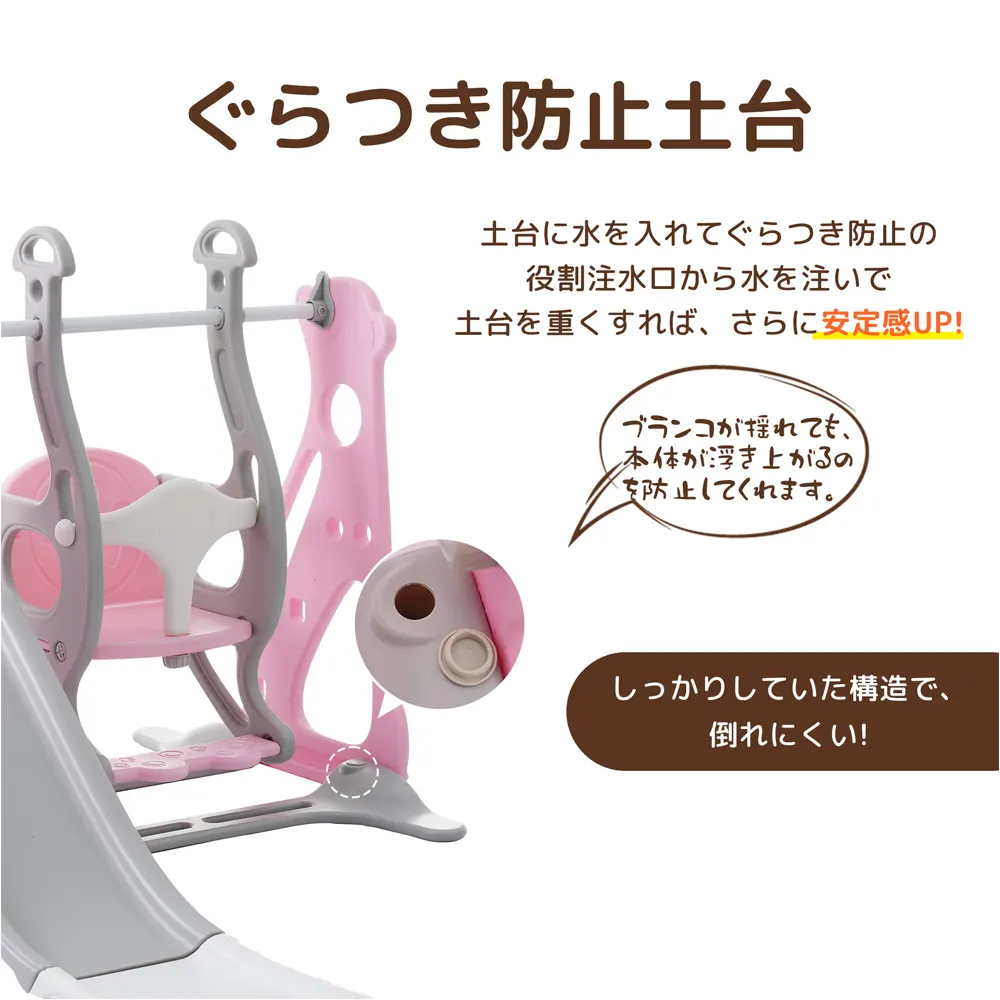 ぐらつき防止土台
土台に水を入れてぐらつき防止の
役割注水口から水を注いで
土台を重くすれば、さらに安定感UP!
ブランコが揺れても、
本体が浮き上がるの
を防止してくれます。
しっかりしていた構造で、
倒れにくい!